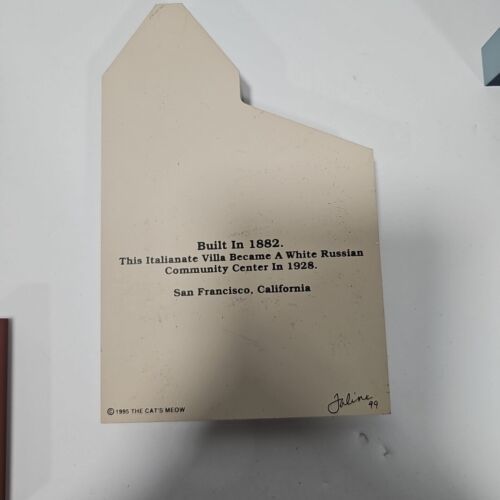 Built In 1882.
This Italianate Villa Became A White Russian
Community Center In 1928.
San Francisco, California
© 1995 THE CAT'S MEOW
Faline
99